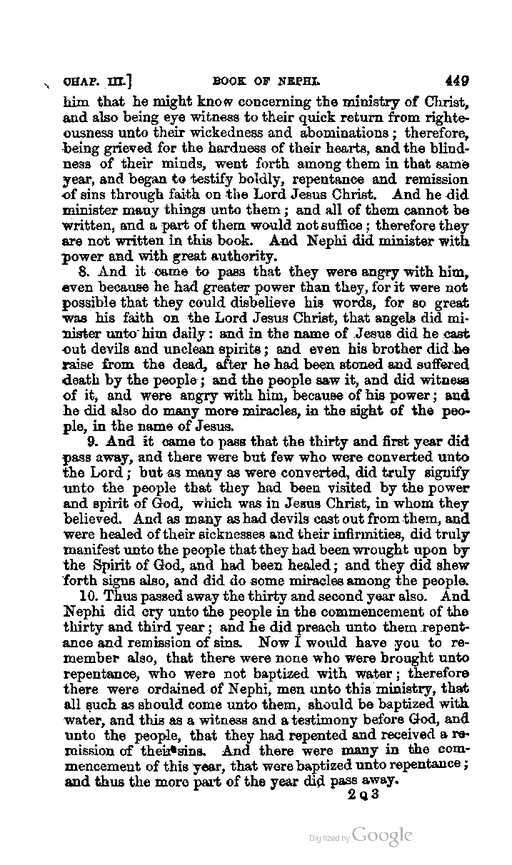 CHAP. III.] BOOK OF NEPHI. 449
him that he might know concerning the ministry of Christ,
and also being eye witness to their quick return from righte-
ousness unto their wickedness and abominations; therefore,
being grieved for the hardness of their hearts, and the blind-
ness of their minds, went forth among them in that same
year, and began to testify boldly, repentance and remission
of sins through faith on the Lord Jesus Christ. And he did
minister many things unto them; and all of them cannot be
written, and a part of them would not suffice; therefore they
are not written in this book. And Nephi did minister with
power and with great authority.
8. And it came to pass that they were angry with him,
even because he had greater power than they, for it were not
possible that they could disbelieve his words, for so great
was his faith on the Lord Jesus Christ, that angels did mi-
nister unto him daily: and in the name of Jesus did he cast
out devils and unclean spirits; and even his brother did he
raise from the dead, after he had been stoned and suffered
death by the people; and the people saw it, and did witness
of it, and were angry with him, because of his power; and
he did also do many more miracles, in the sight of the peo-
ple, in the name of Jesus.
9. And it came to pass that the thirty and first year did
pass away, and there were but few who were converted unto
the Lord; but as many as were converted, did truly signify
unto the people that they had been visited by the power
and spirit of God, which was in Jesus Christ, in whom they
believed. And as many as had devils cast out from them, and
were healed of their sicknesses and their infirmities, did truly
manifest unto the people that they had been wrought upon by
the Spirit of God, and had been healed; and they did shew
forth signs also, and did do some miracles among the people.
10. Thus passed away the thirty and second year also. And
Nephi did cry unto the people in the commencement of the
thirty and third year; and he did preach unto them repent-
ance and remission of sins. Now I would have you to re-
member also, that there were none who were brought unto
repentance, who were not baptized with water; therefore
there were ordained of Nephi, men unto this ministry, that
all such as should come unto them, should be baptized with
water, and this as a witness and a testimony before God, and
unto the people, that they had repented and received a re-
mission of their sins. And there were many in the com-
mencement of this year, that were baptized unto repentance;
and thus the more part of the year did pass away.
2 Q 3
Digitized by Google